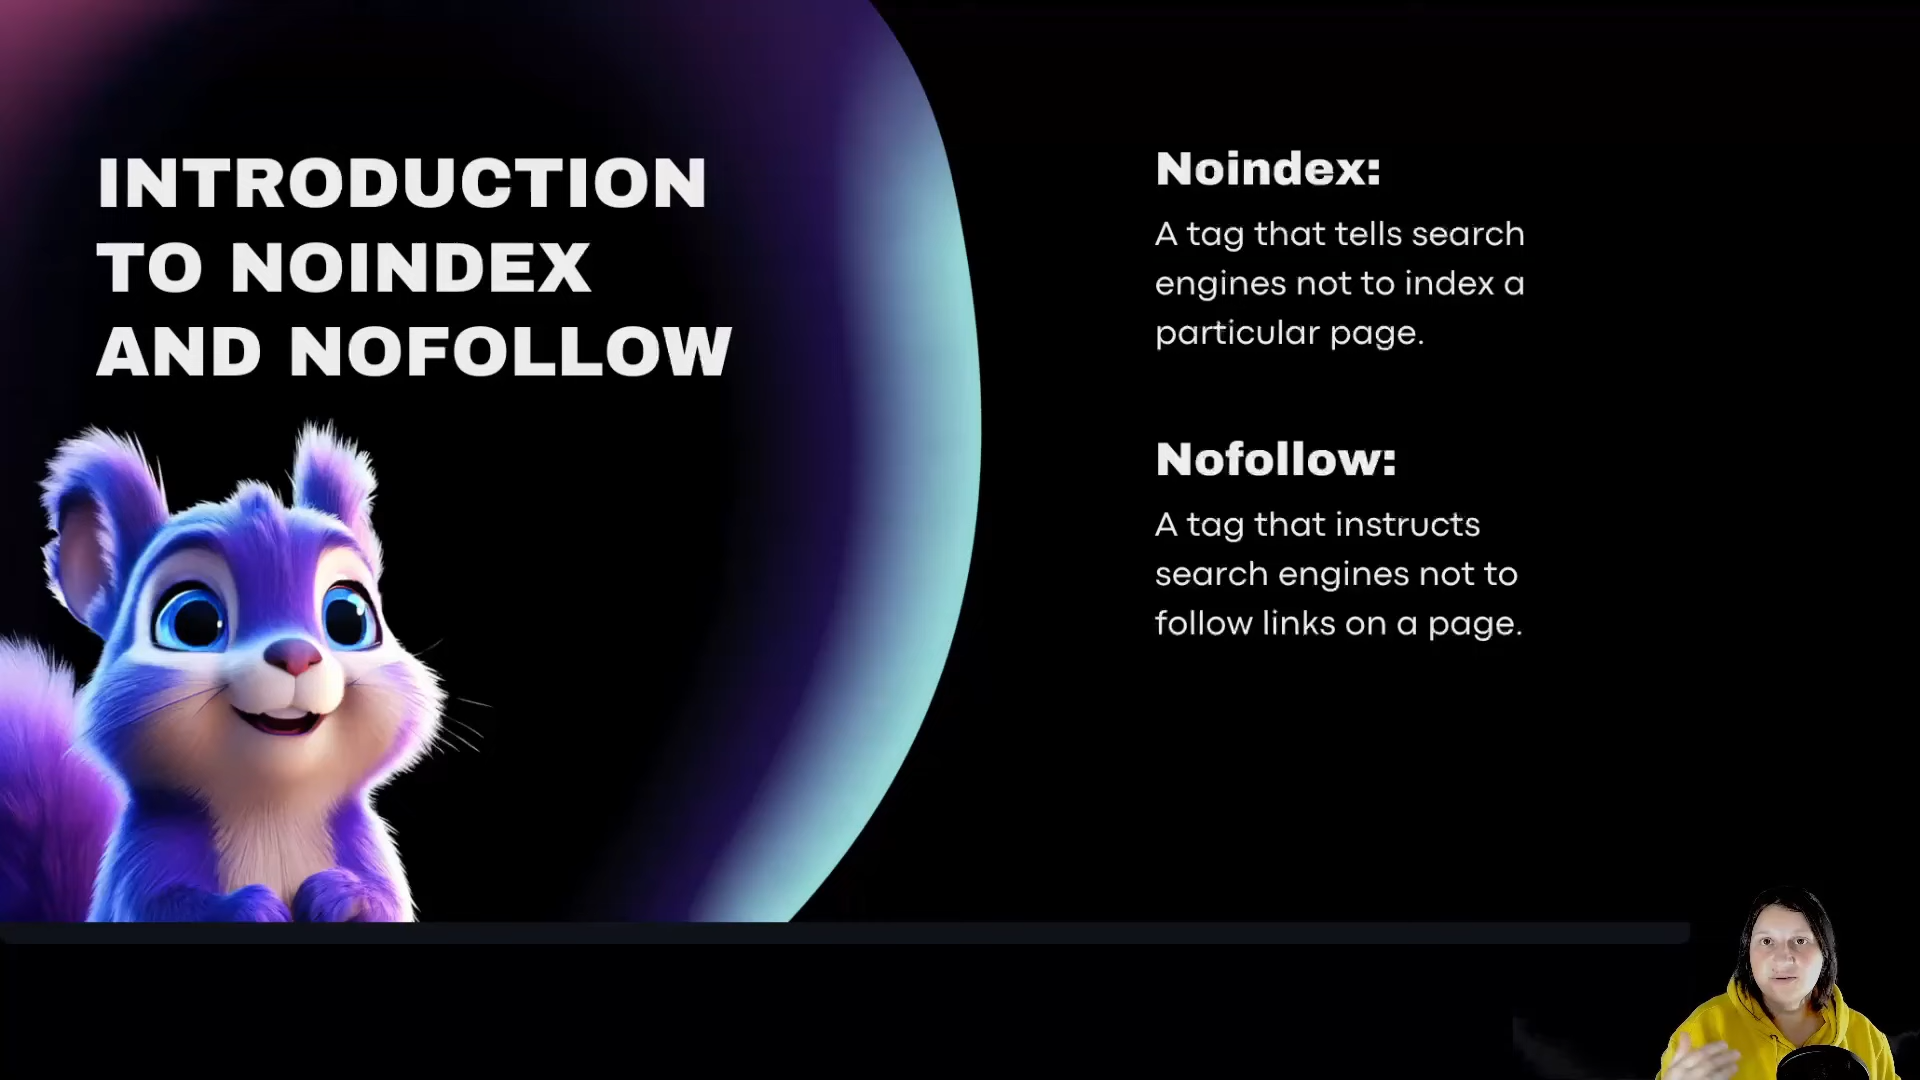 INTRODUCTION
TO NOINDEX
AND NOFOLLOW
Noindex:
A tag that tells search
engines not to index a
particular page.
Nofollow:
A tag that instructs
search engines not to
follow links on a page.